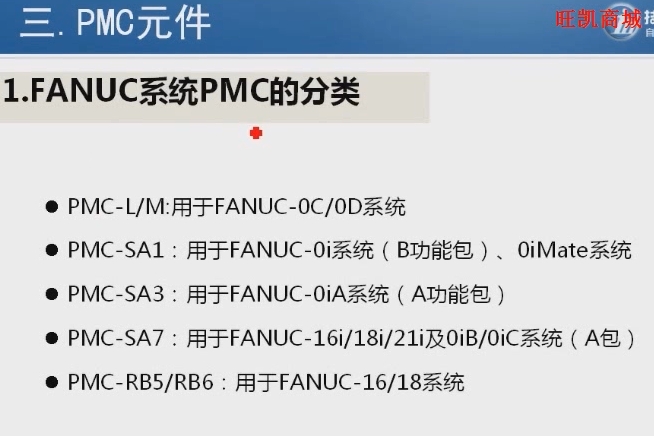 三.PMC元件
旺凯商城
1.FANUC系统PMC的分类
● PMC-L/M:用于FANUC-0C/0D系统
● PMC-SA1：用于FANUC-0i系统（B功能包）、0iMate系统
● PMC-SA3：用于FANUC-0iA系统（A功能包）
● PMC-SA7：用于FANUC-16i/18i/21i及0iB/0iC系统（A包）
● PMC-RB5/RB6：用于FANUC-16/18系统